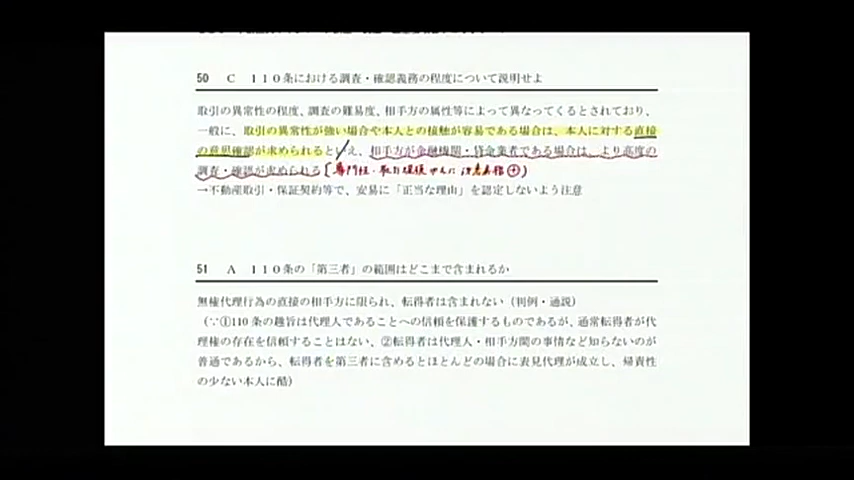 50 C 110条における調査・確認義務の程度について説明せよ
取引の異常性の程度、調査の難易度、相手方の属性等によって異なってくるとされており、
一般に、取引の異常性が強い場合や本人との接触が容易である場合は、本人に対する直接
の意思確認が求められるといえ、相手方が金融機関・貸金業者である場合は、より高度の
調査・確認が求められる(専門性・取引規模 ゆえに 注意義務㊉)
→不動産取引・保証契約等で、安易に「正当な理由」を認定しないよう注意
51 A 110条の「第三者」の範囲はどこまで含まれるか
無権代理行為の直接の相手方に限られ、転得者は含まれない(判例・通説)
(∵①110条の趣旨は代理人であることへの信頼を保護するものであるが、通常転得者が代
理権の存在を信頼することはない、②転得者は代理人・相手方間の事情など知らないのが
普通であるから、転得者を第三者に含めるとほとんどの場合に表見代理が成立し、帰責性
の少ない本人に酷)